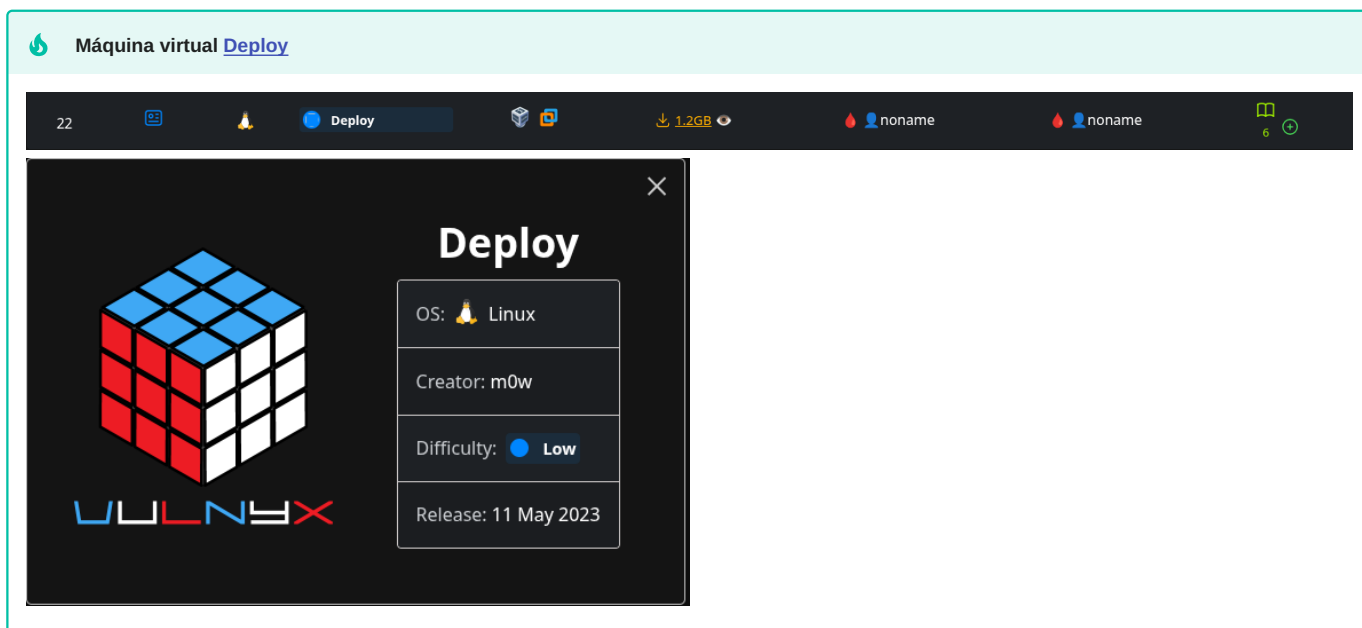 Máquina virtual Deploy
22 Deploy 1.2GB noname noname 6
Deploy
OS: Linux
Creator: m0w
Difficulty: Low
Release: 11 May 2023
VULNYX